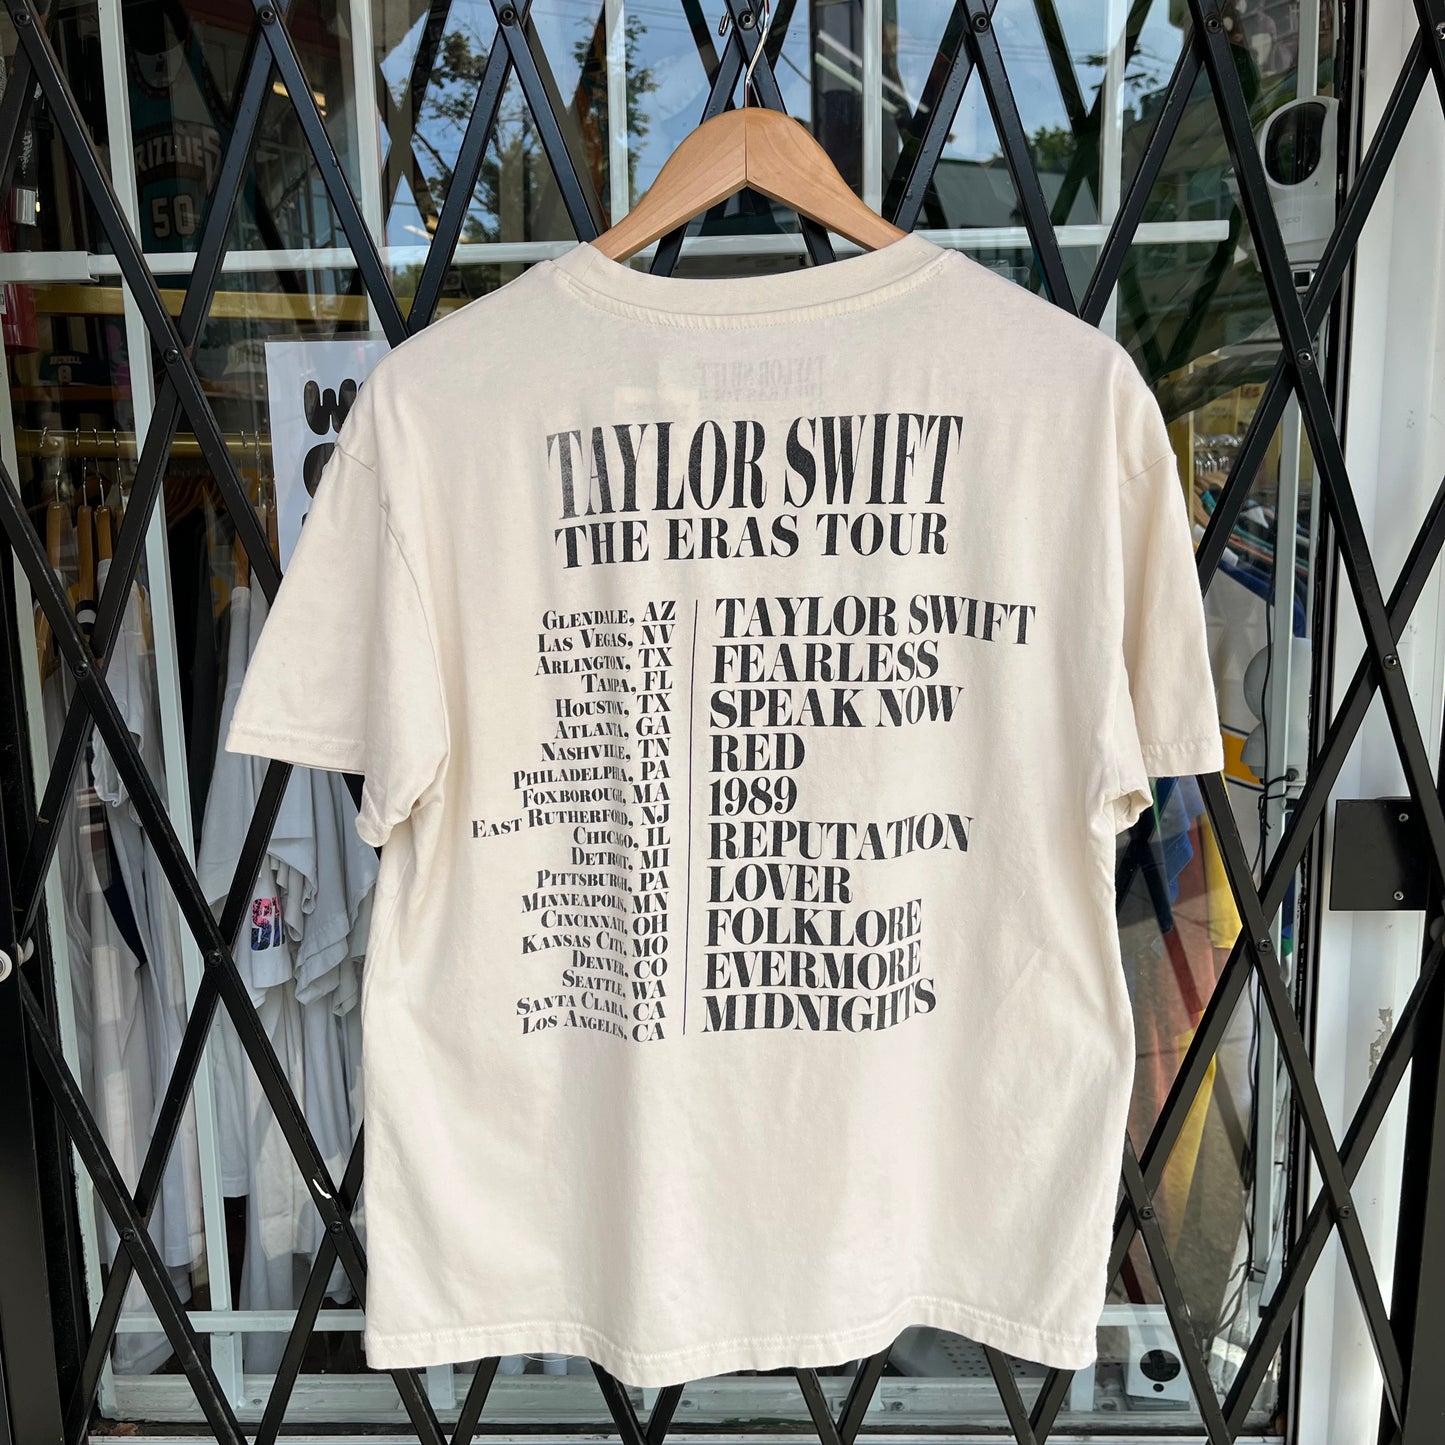 TAYLOR SWIFT
THE ERAS TOUR
GLENDALE, AZ
LAS VEGAS, NV
ARLINGTON, TX
TAMPA, FL
HOUSTON, TX
ATLANTA, GA
NASHVILLE, TN
PHILADELPHIA, PA
FOXBOROUGH, MA
EAST RUTHERFORD, NJ
CHICAGO, IL
DETROIT, MI
PITTSBURGH, PA
MINNEAPOLIS, MN
CINCINNATI, OH
KANSAS CITY, MO
DENVER, CO
SEATTLE, WA
SANTA CLARA, CA
LOS ANGELES, CA
TAYLOR SWIFT
FEARLESS
SPEAK NOW
RED
1989
REPUTATION
LOVER
FOLKLORE
EVERMORE
MIDNIGHTS
50